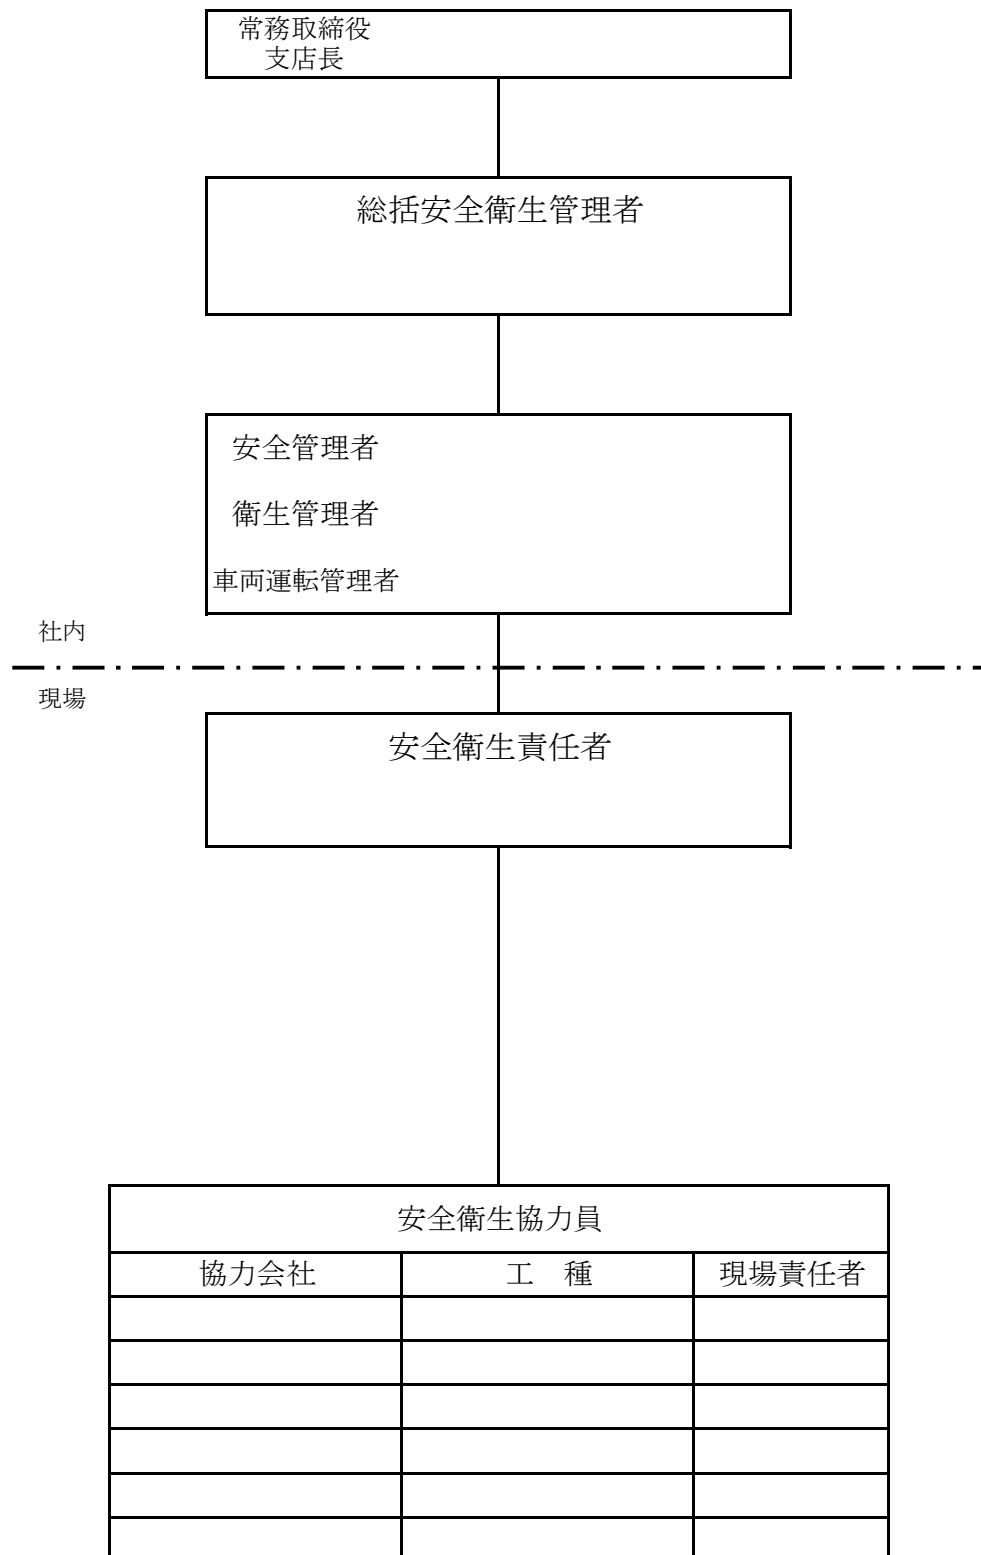 常務取締役
支店長
総括安全衛生管理者
安全管理者
衛生管理者
車両運転管理者
社内
現場
安全衛生責任者
安全衛生協力員
協力会社 工　種 現場責任者